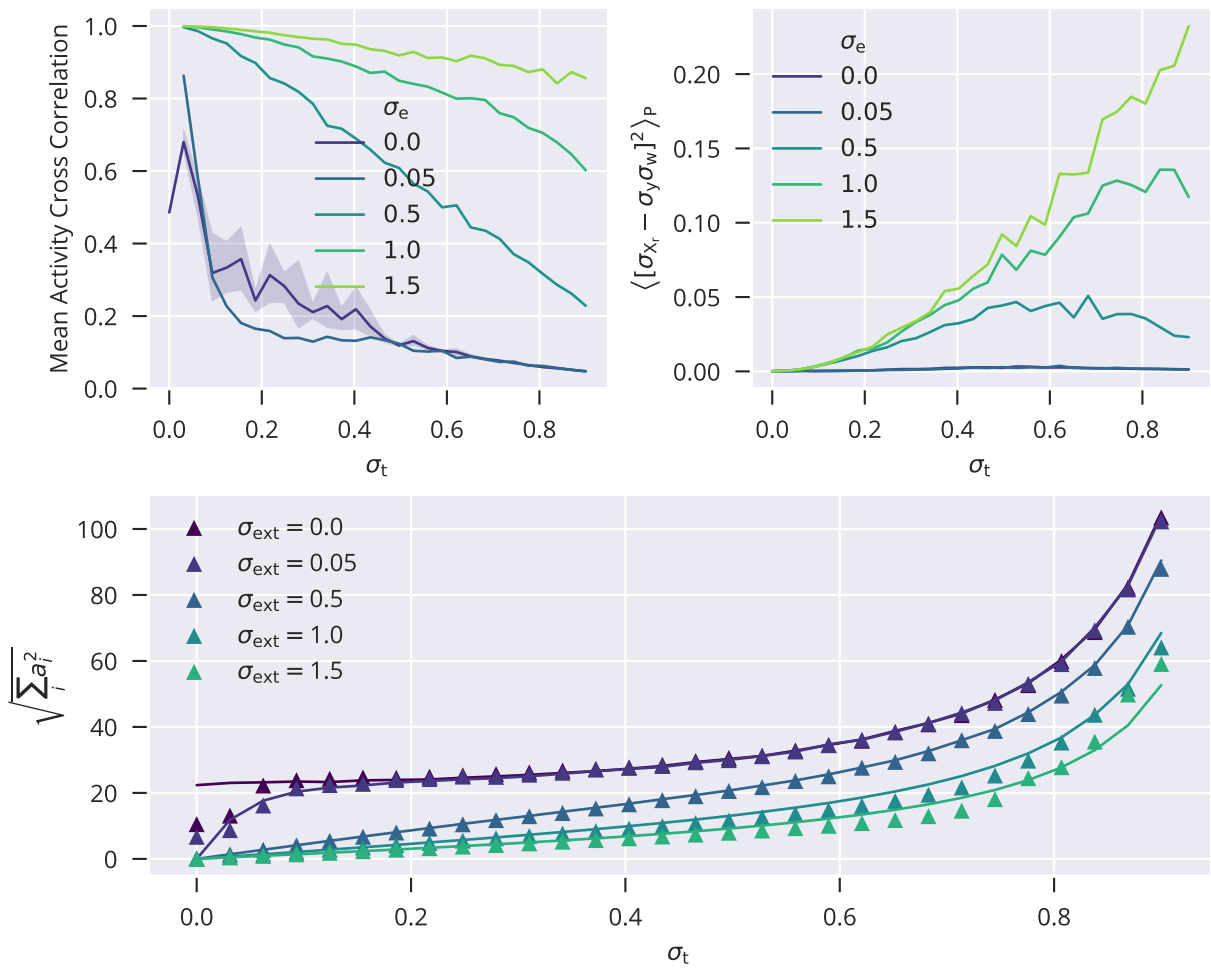 Mean Activity Cross Correlation
1.0
0.8
0.6
0.4
0.2
0.0
σe
0.0
0.05
0.5
1.0
1.5
0.0 0.2 0.4 0.6 0.8
σt
⟨[σXr − σyσw]²⟩P
0.20
0.15
0.10
0.05
0.00
σe
0.0
0.05
0.5
1.0
1.5
0.0 0.2 0.4 0.6 0.8
σt
√∑i ai²
100
80
60
40
20
0
σext = 0.0
σext = 0.05
σext = 0.5
σext = 1.0
σext = 1.5
0.0 0.2 0.4 0.6 0.8
σt